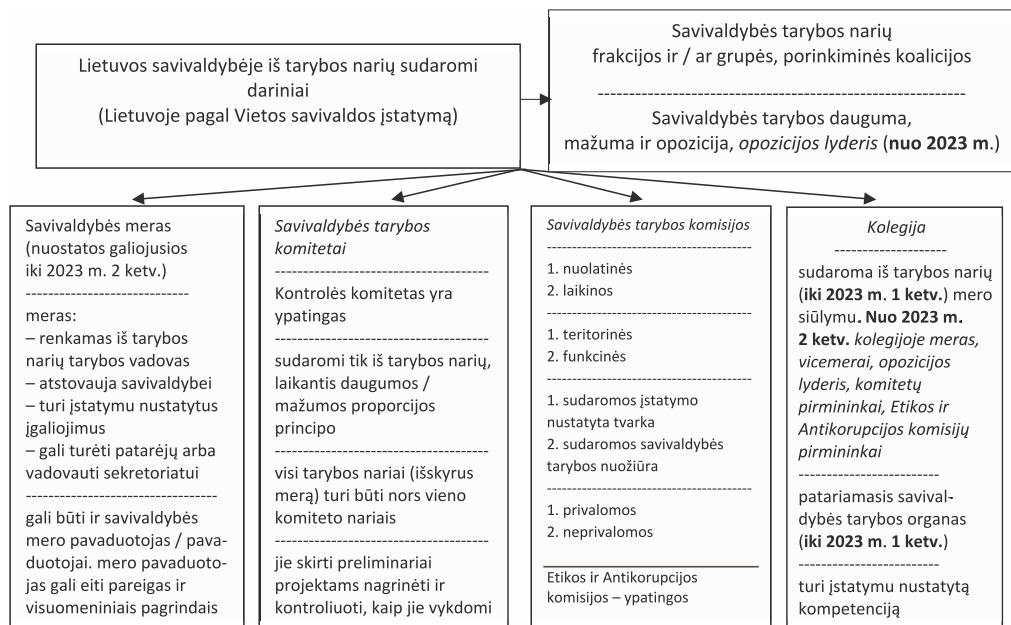 Lietuvos savivaldybėje iš tarybos narių sudaromi
dariniai
(Lietuvoje pagal Vietos savivaldos įstatymą)
Savivaldybės tarybos narių
frakcijos ir / ar grupės, porinkiminės koalicijos
Savivaldybės tarybos dauguma,
mažuma ir opozicija, opozicijos lyderis (nuo 2023 m.)
Savivaldybės meras
(nuostatos galiojusios
iki 2023 m. 2 ketv.)
meras:
– renkamas iš tarybos
narių tarybos vadovas
– atstovauja savivaldybei
– turi įstatymu nustatytus
įgaliojimus
– gali turėti patarėjų arba
vadovauti sekretoriatui
gali būti ir savivaldybės
mero pavaduotojas / pava-
duotojai. mero pavaduoto-
jas gali eiti pareigas ir
visuomeniniais pagrindais
Savivaldybės tarybos
komitetai
Kontrolės komitetas yra
ypatingas
sudaromi tik iš tarybos narių,
laikantis daugumos /
mažumos proporcijos
principo
visi tarybos nariai (išskyrus
merą) turi būti nors vieno
komiteto nariais
jie skirti preliminariai
projektams nagrinėti ir
kontroliuoti, kaip jie vykdomi
Savivaldybės tarybos komisijos
1. nuolatinės
2. laikinos
1. teritorinės
2. funkcinės
1. sudaromos įstatymo
nustatyta tvarka
2. sudaromos savivaldybės
tarybos nuožiūra
1. privalomos
2. neprivalomos
Etikos ir Antikorupcijos
komisijos – ypatingos
Kolegija
sudaroma iš tarybos narių
(iki 2023 m. 1 ketv.) mero
siūlymu. Nuo 2023 m.
2 ketv. kolegijoje meras,
vicemerai, opozicijos
lyderis, komitetų
pirmininkai, Etikos ir
Antikorupcijos komisijų
pirmininkai
patariamasis savival-
dybės tarybos organas
(iki 2023 m. 1 ketv.)
turi įstatymu nustatytą
kompetenciją